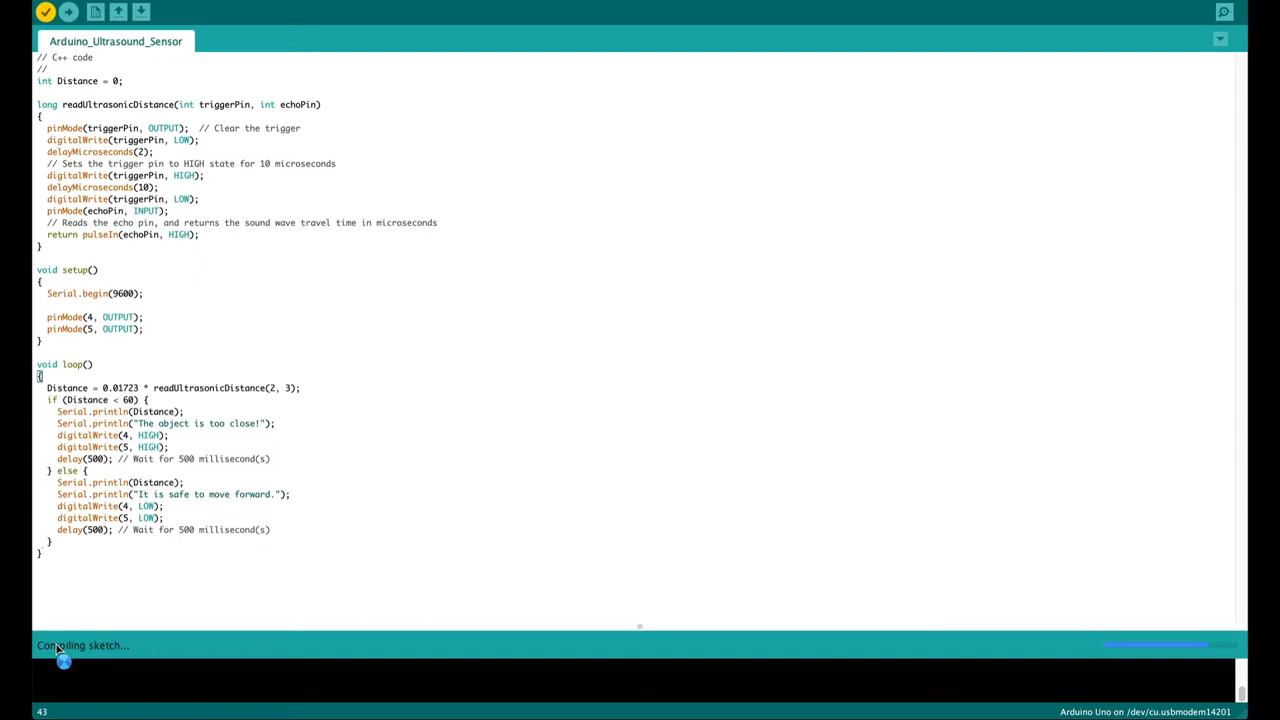 Arduino_Ultrasound_Sensor
// C++ code
//
int Distance = 0;
long readUltrasonicDistance(int triggerPin, int echoPin)
{
pinMode(triggerPin, OUTPUT);  // Clear the trigger
digitalWrite(triggerPin, LOW);
delayMicroseconds(2);
// Sets the trigger pin to HIGH state for 10 microseconds
digitalWrite(triggerPin, HIGH);
delayMicroseconds(10);
digitalWrite(triggerPin, LOW);
pinMode(echoPin, INPUT);
// Reads the echo pin, and returns the sound wave travel time in microseconds
return pulseIn(echoPin, HIGH);
}
void setup()
{
Serial.begin(9600);
pinMode(4, OUTPUT);
pinMode(5, OUTPUT);
}
void loop()
{
Distance = 0.01723 * readUltrasonicDistance(2, 3);
if (Distance < 60) {
Serial.println(Distance);
Serial.println("The object is too close!");
digitalWrite(4, HIGH);
digitalWrite(5, HIGH);
delay(500); // Wait for 500 millisecond(s)
} else {
Serial.println(Distance);
Serial.println("It is safe to move forward.");
digitalWrite(4, LOW);
digitalWrite(5, LOW);
delay(500); // Wait for 500 millisecond(s)
}
}
Compiling sketch...
43
Arduino Uno on /dev/cu.usbmodem14201